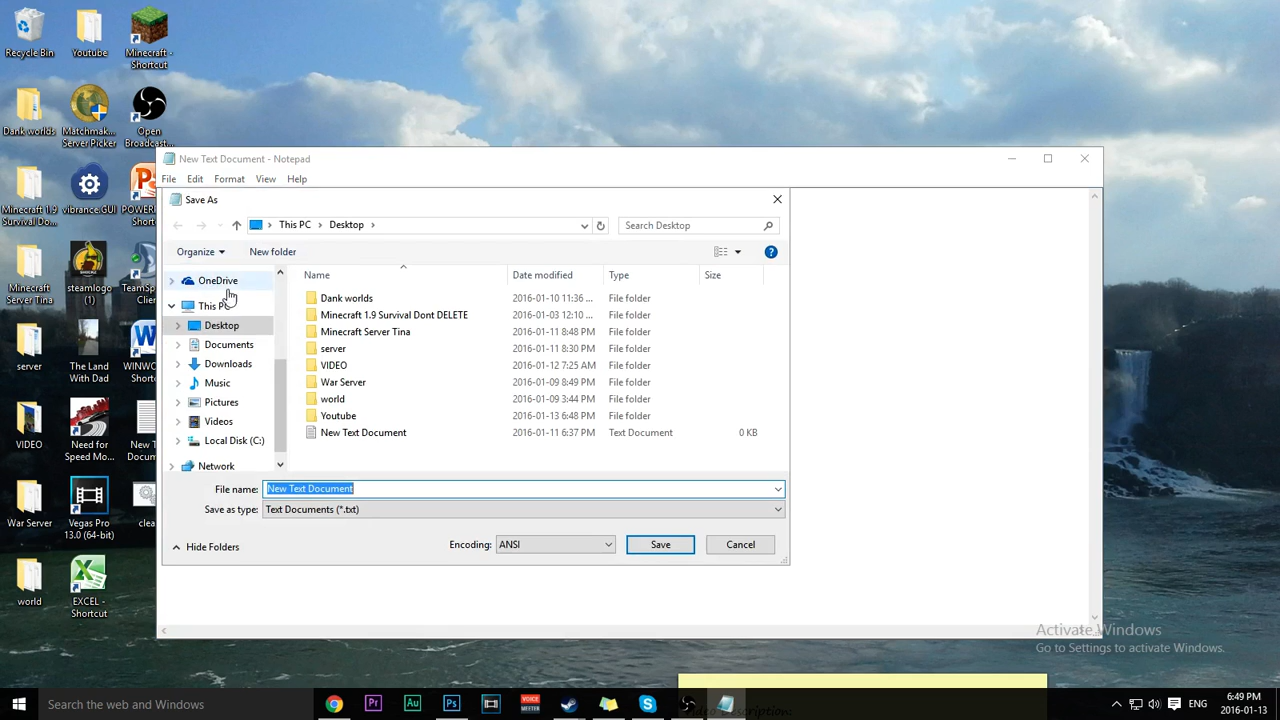 Recycle Bin
Youtube
Minecraft - Shortcut
Dank worlds
Matchmak... Server Picker
Open Broadcast...
Minecraft 1.9 Survival Do...
vibrance.GUI
POWER
Short
Minecraft Server Tina
steamlogo (1)
TeamSp
Clien
server
The Land With Dad
WINWO
Shortc
VIDEO
Need for Speed Mo...
New T
Docum
War Server
Vegas Pro 13.0 (64-bit)
clea
world
EXCEL - Shortcut
New Text Document - Notepad
File Edit Format View Help
Save As
This PC > Desktop >
Search Desktop
Organize
New folder
OneDrive
This PC
Desktop
Documents
Downloads
Music
Pictures
Videos
Local Disk (C:)
Network
Name Date modified Type Size
Dank worlds 2016-01-10 11:36 ... File folder
Minecraft 1.9 Survival Dont DELETE 2016-01-03 12:10 ... File folder
Minecraft Server Tina 2016-01-11 8:48 PM File folder
server 2016-01-11 8:30 PM File folder
VIDEO 2016-01-12 7:25 AM File folder
War Server 2016-01-09 8:49 PM File folder
world 2016-01-09 3:44 PM File folder
Youtube 2016-01-13 6:48 PM File folder
New Text Document 2016-01-11 6:37 PM Text Document 0 KB
File name: New Text Document
Save as type: Text Documents (*.txt)
Hide Folders
Encoding: ANSI
Save
Cancel
Activate Windows
Go to Settings to activate Windows.
Search the web and Windows
Pr
Au
Ps
VOICE MEETER
Description:
ENG
6:49 PM
2016-01-13